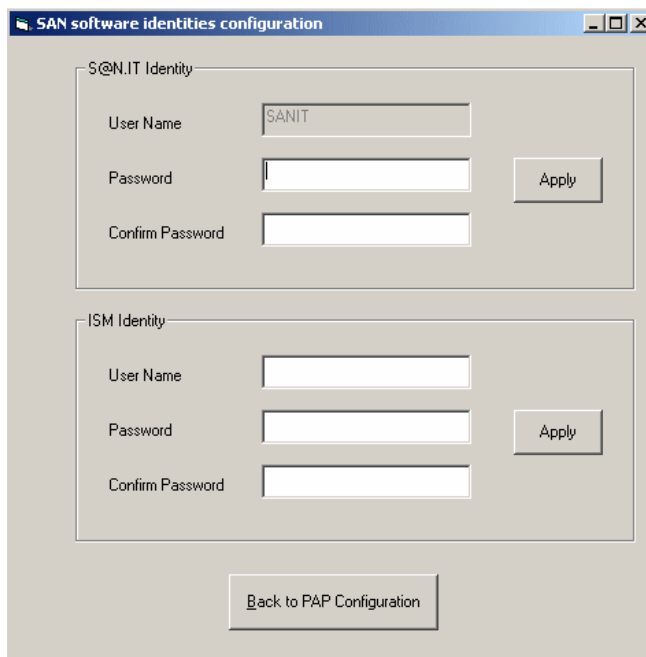 SAN software identities configuration
S@N.IT Identity
User Name
SANIT
Password
Apply
Confirm Password
ISM Identity
User Name
Password
Apply
Confirm Password
Back to PAP Configuration